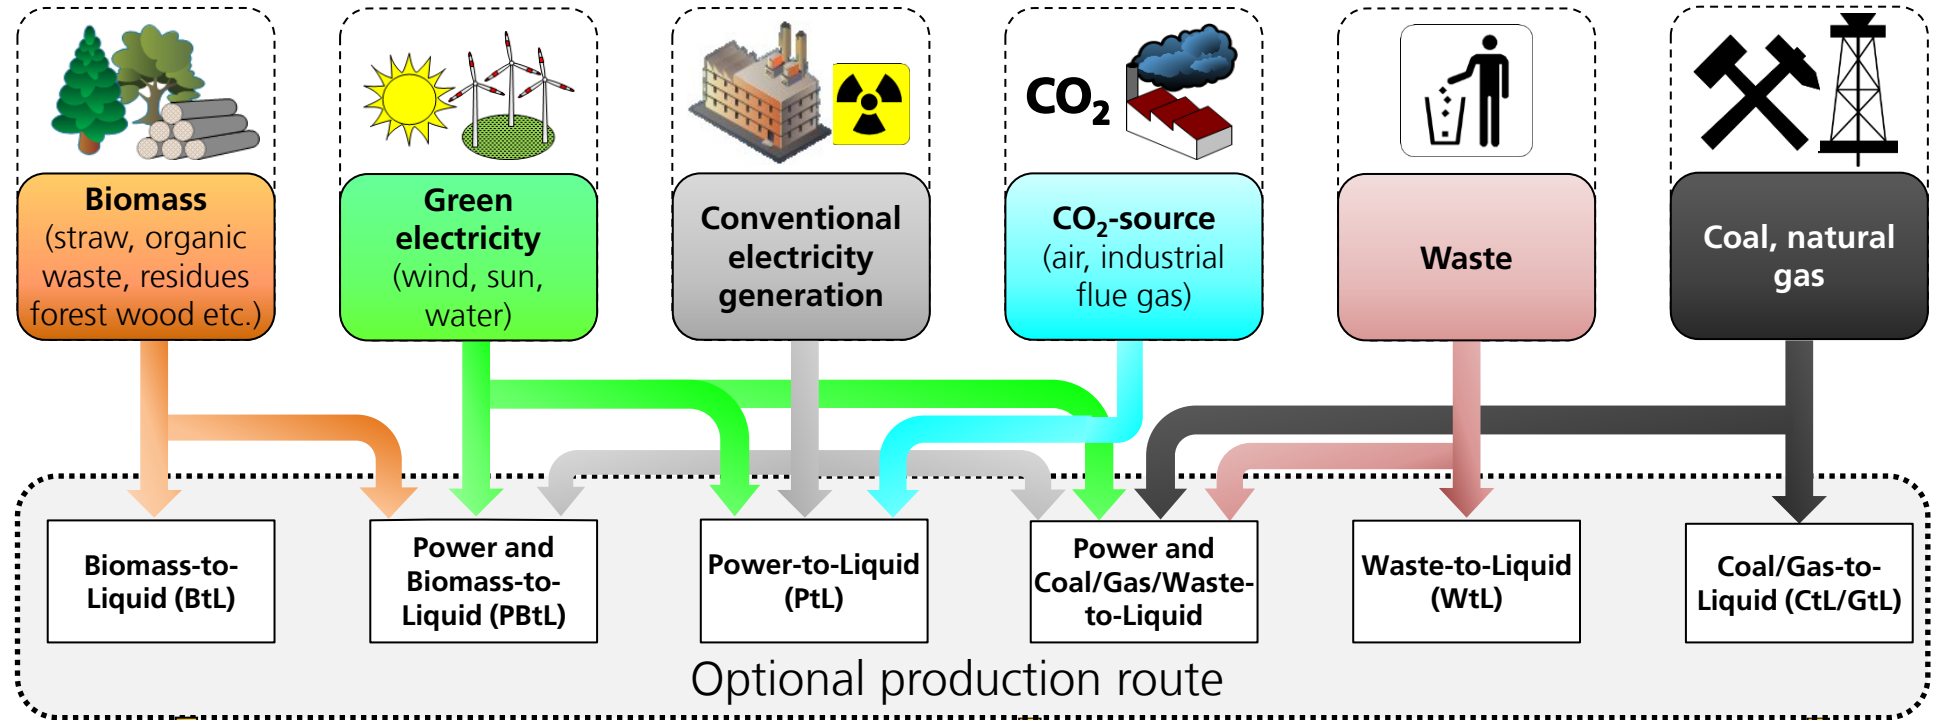 CO₂
Biomass
(straw, organic
waste, residues
forest wood etc.)
Green
electricity
(wind, sun,
water)
Conventional
electricity
generation
CO₂-source
(air, industrial
flue gas)
Waste
Coal, natural
gas
Biomass-to-
Liquid (BtL)
Power and
Biomass-to-
Liquid (PBtL)
Power-to-Liquid
(PtL)
Power and
Coal/Gas/Waste-
to-Liquid
Waste-to-Liquid
(WtL)
Coal/Gas-to-
Liquid (CtL/GtL)
Optional production route